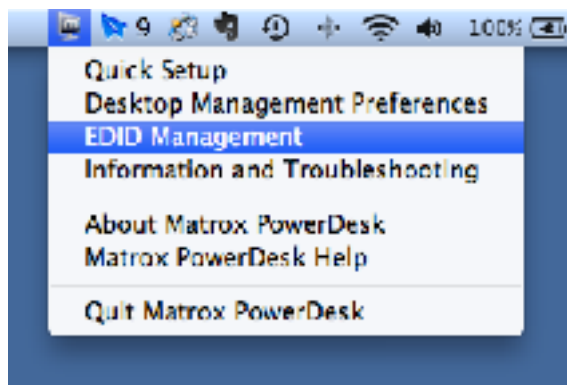 9 100%
Quick Setup
Desktop Management Preferences
EDID Management
Information and Troubleshooting
About Matrox PowerDesk
Matrox PowerDesk Help
Quit Matrox PowerDesk